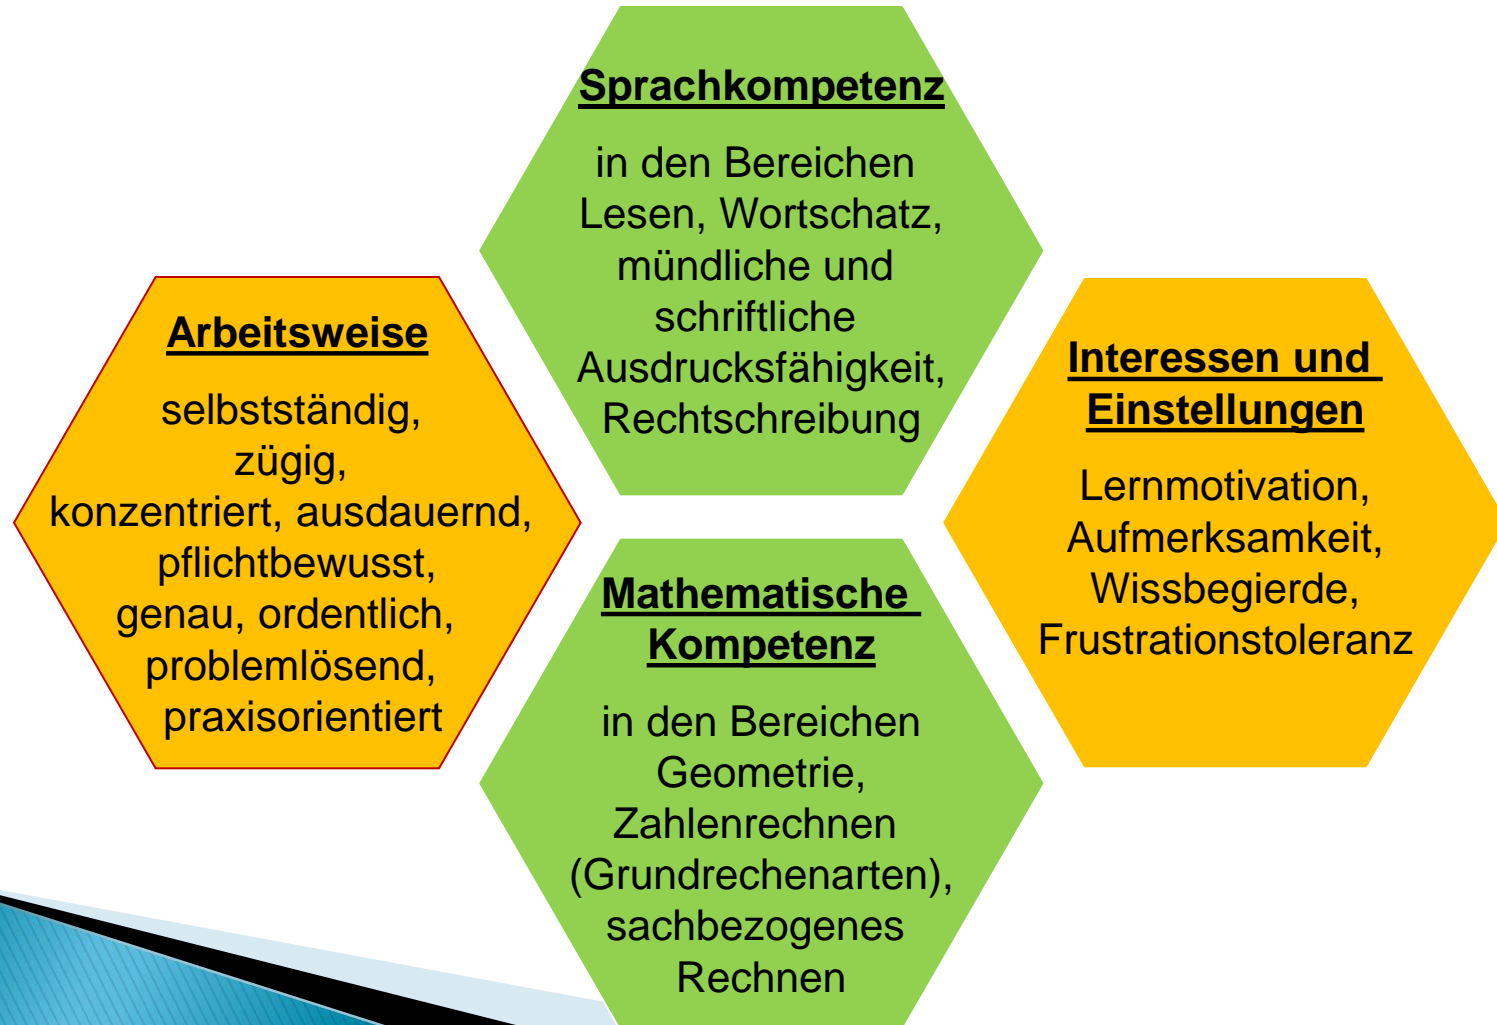 Sprachkompetenz
in den Bereichen
Lesen, Wortschatz,
mündliche und
schriftliche
Ausdrucksfähigkeit,
Rechtschreibung
Arbeitsweise
selbstständig,
zügig,
konzentriert, ausdauernd,
pflichtbewusst,
genau, ordentlich,
problemlösend,
praxisorientiert
Interessen und
Einstellungen
Lernmotivation,
Aufmerksamkeit,
Wissbegierde,
Frustrationstoleranz
Mathematische
Kompetenz
in den Bereichen
Geometrie,
Zahlenrechnen
(Grundrechenarten),
sachbezogenes
Rechnen